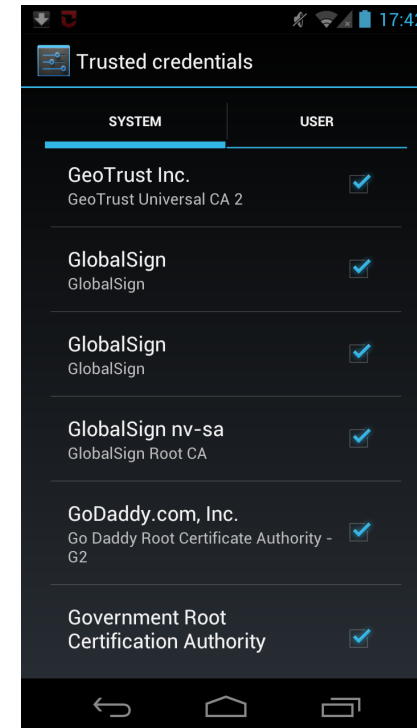 17:42
Trusted credentials
SYSTEM USER
GeoTrust Inc.
GeoTrust Universal CA 2
GlobalSign
GlobalSign
GlobalSign
GlobalSign
GlobalSign nv-sa
GlobalSign Root CA
GoDaddy.com, Inc.
Go Daddy Root Certificate Authority -
G2
Government Root
Certification Authority